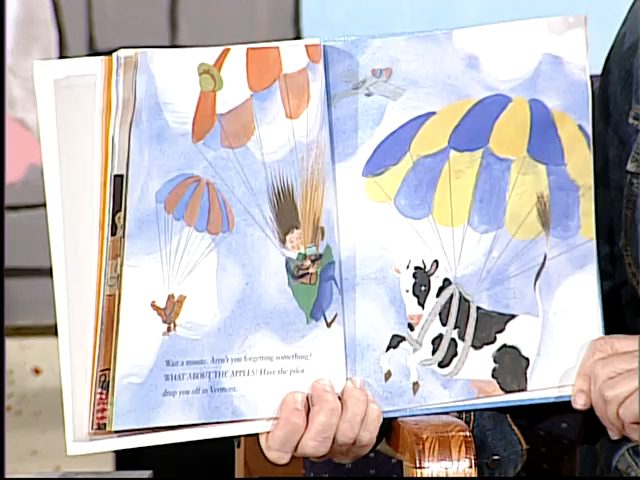 Wait a minute. Aren't you forgetting something?
WHAT ABOUT THE APPLES? Have the pilot
drop you off in Vermont.